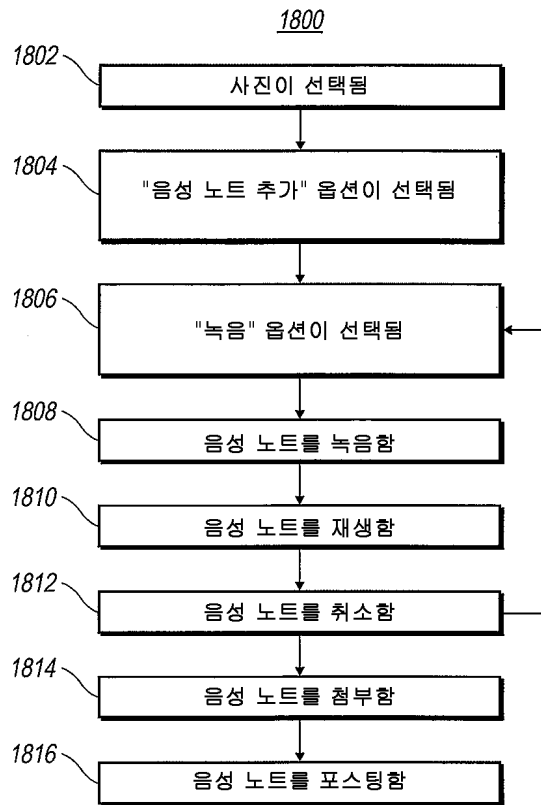 1800
1802
사진이 선택됨
1804
"음성 노트 추가" 옵션이 선택됨
1806
"녹음" 옵션이 선택됨
1808
음성 노트를 녹음함
1810
음성 노트를 재생함
1812
음성 노트를 취소함
1814
음성 노트를 첨부함
1816
음성 노트를 포스팅함